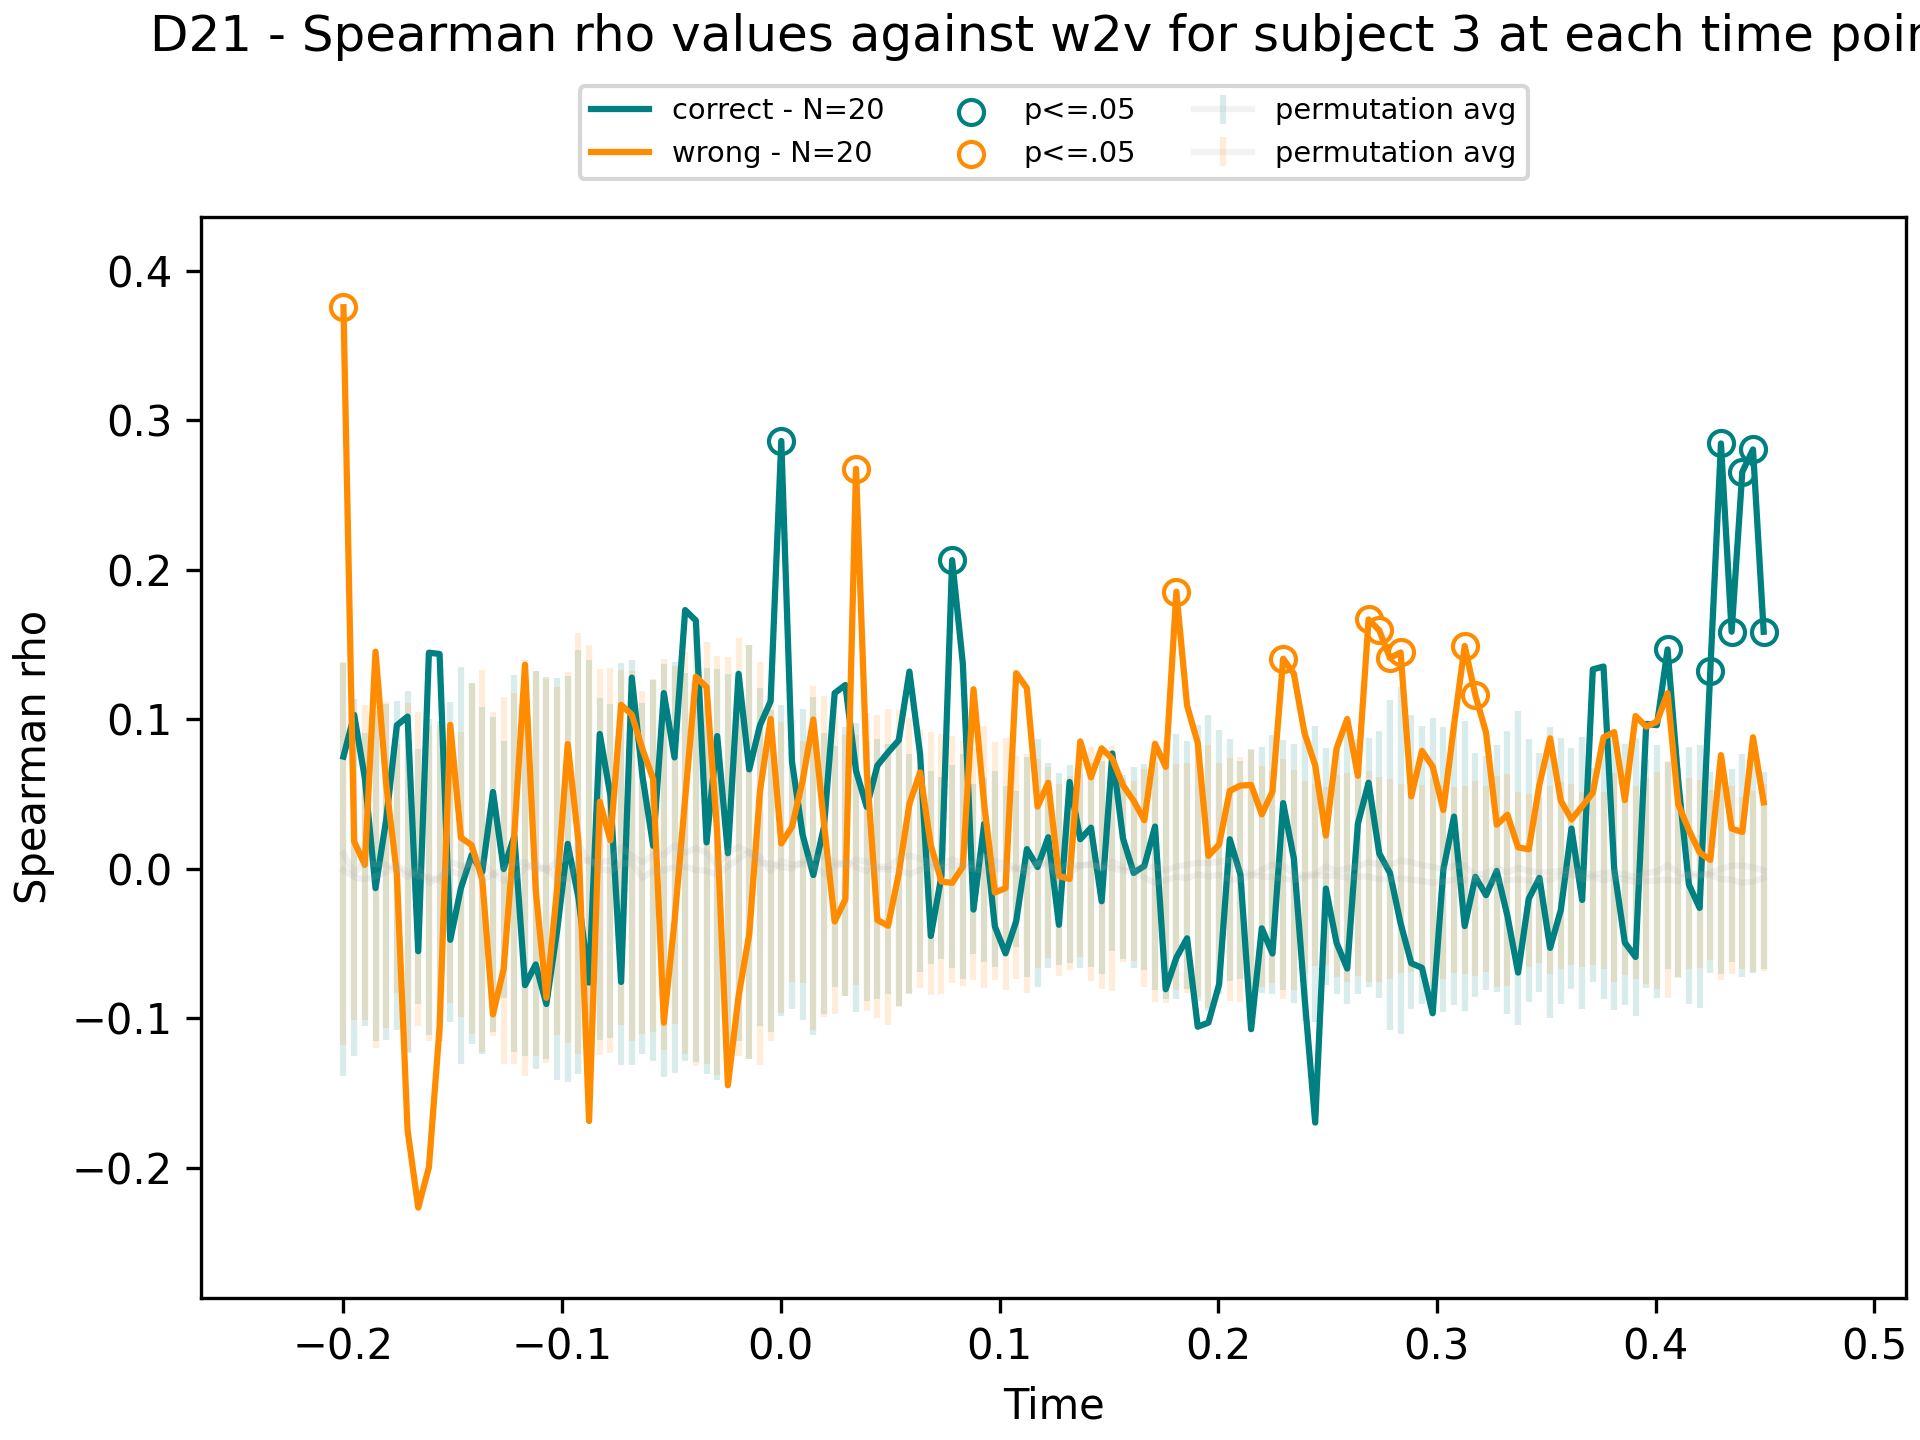 D21 - Spearman rho values against w2v for subject 3 at each time poin
correct - N=20
wrong - N=20
p<=.05
p<=.05
permutation avg
permutation avg
Spearman rho
0.4
0.3
0.2
0.1
0.0
−0.1
−0.2
−0.2
−0.1
0.0
0.1
0.2
0.3
0.4
0.5
Time